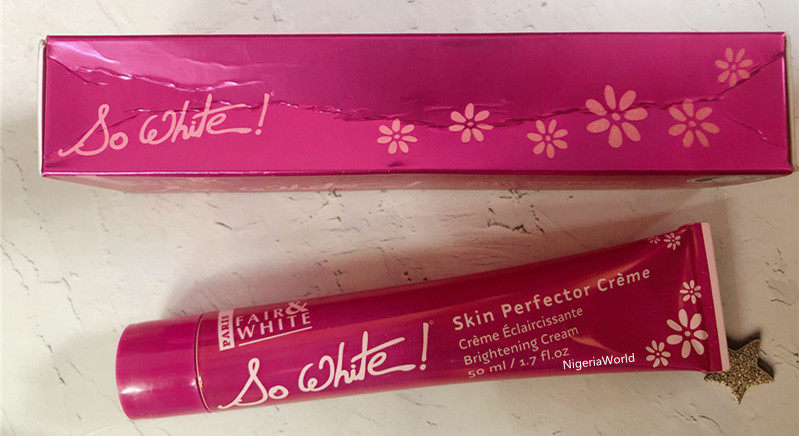 So White!
PARIS
FAIR&
WHITE
So White!
Skin Perfector Crème
Crème Éclaircissante
Brightening Cream
50 ml / 1.7 fl.oz
NigeriaWorld